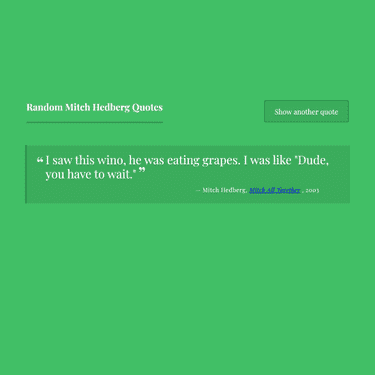 Random Mitch Hedberg Quotes
Show another quote
❝ I saw this wino, he was eating grapes. I was like "Dude,
you have to wait." ❞
— Mitch Hedberg, Mitch All Together , 2003